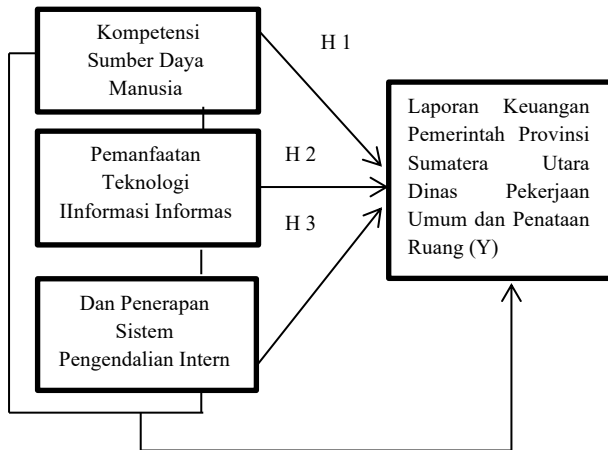 Kompetensi
Sumber Daya
Manusia
H 1
Pemanfaatan
Teknologi
IInformasi Informas
H 2
Dan Penerapan
Sistem
Pengendalian Intern
H 3
Laporan Keuangan
Pemerintah Provinsi
Sumatera Utara
Dinas Pekerjaan
Umum dan Penataan
Ruang (Y)